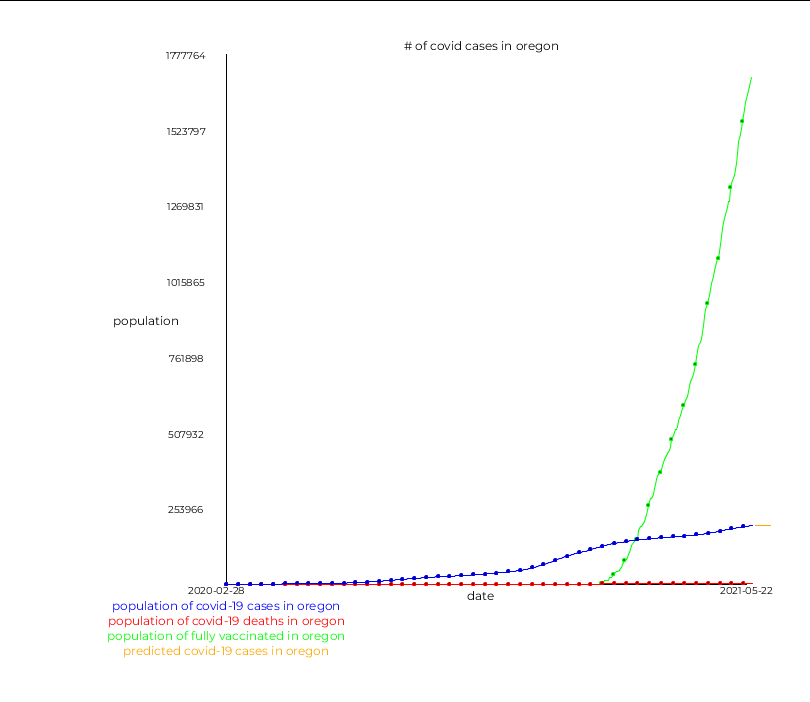 # of covid cases in oregon
1777764
1523797
1269831
1015865
population
761898
507932
253966
2020-02-28
date
2021-05-22
population of covid-19 cases in oregon
population of covid-19 deaths in oregon
population of fully vaccinated in oregon
predicted covid-19 cases in oregon